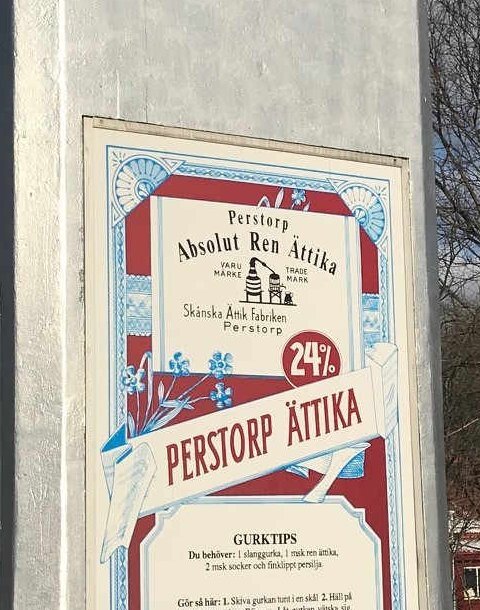 Perstorp
Absolut Ren Ättika
VARU MÄRKE TRADE MARK
Skånska Ättik Fabriken
Perstorp
24%
PERSTORP ÄTTIKA
GURKTIPS
Du behöver: 1 slanggurka, 1 msk ren ättika,
2 msk socker och finklippt persilja.
Gör så här: 1. Skiva gurkan tunt i en skål 2. Häll på